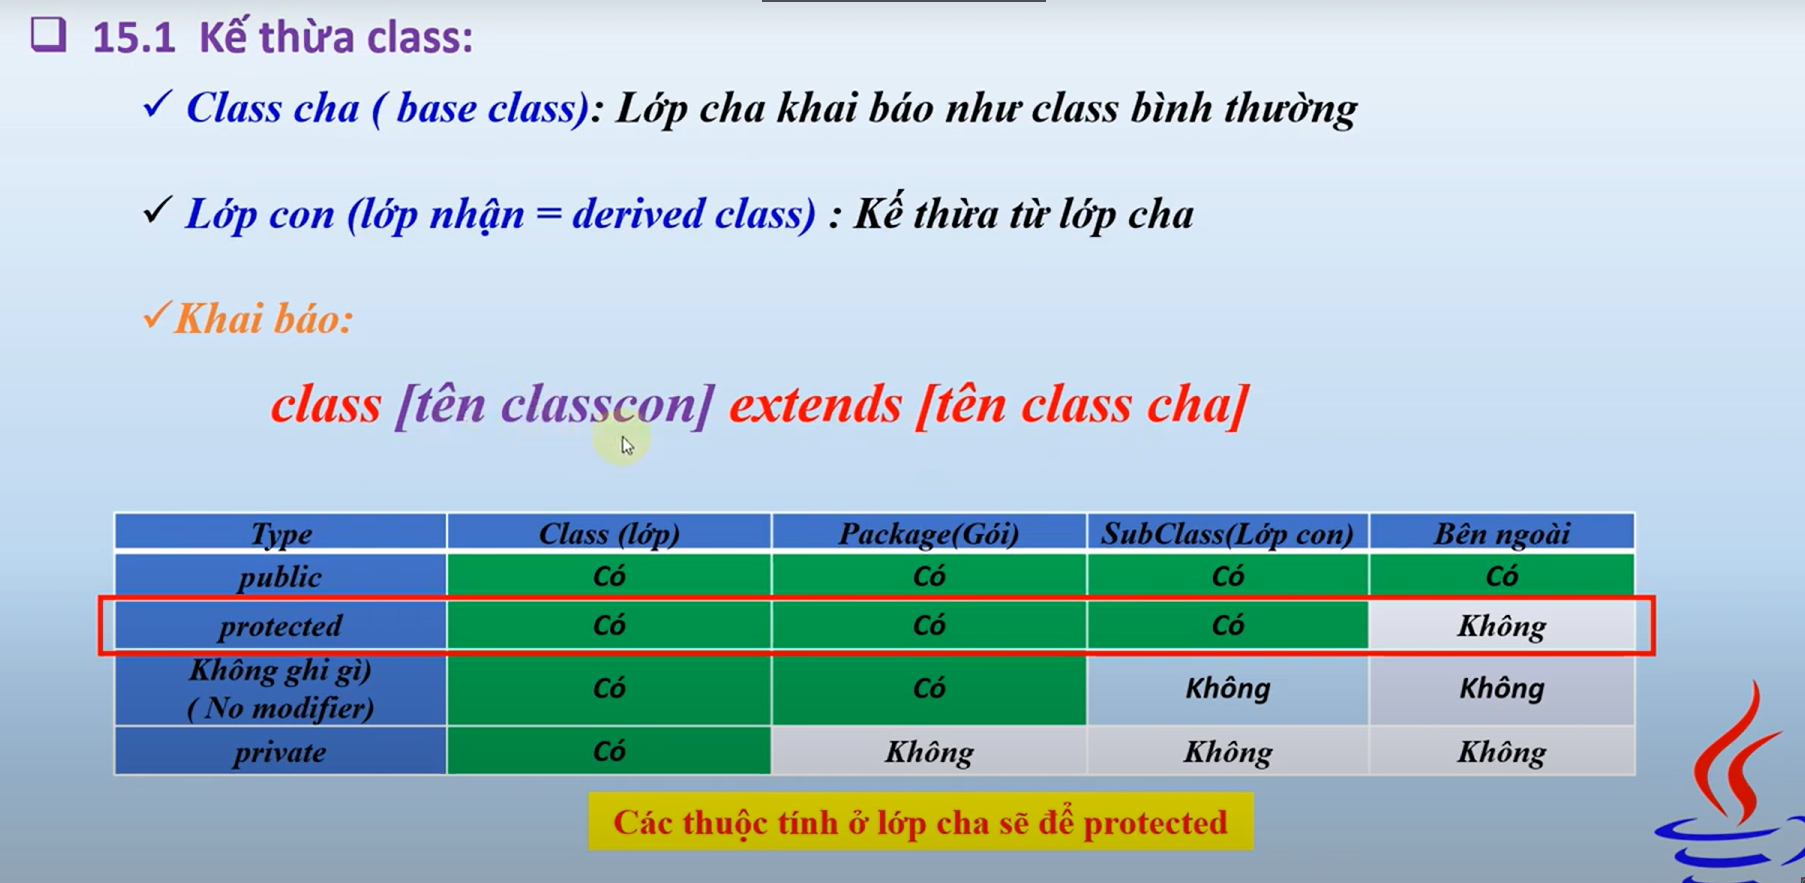 15.1 Kế thừa class:
Class cha ( base class): Lớp cha khai báo như class bình thường
Lớp con (lớp nhận = derived class) : Kế thừa từ lớp cha
Khai báo:
class [tên classcon] extends [tên class cha]
Type Class (lớp) Package(Gói) SubClass(Lớp con) Bên ngoài
public Có Có Có Có
protected Có Có Có Không
Không ghi gì)
( No modifier) Có Có Không Không
private Có Không Không Không
Các thuộc tính ở lớp cha sẽ để protected